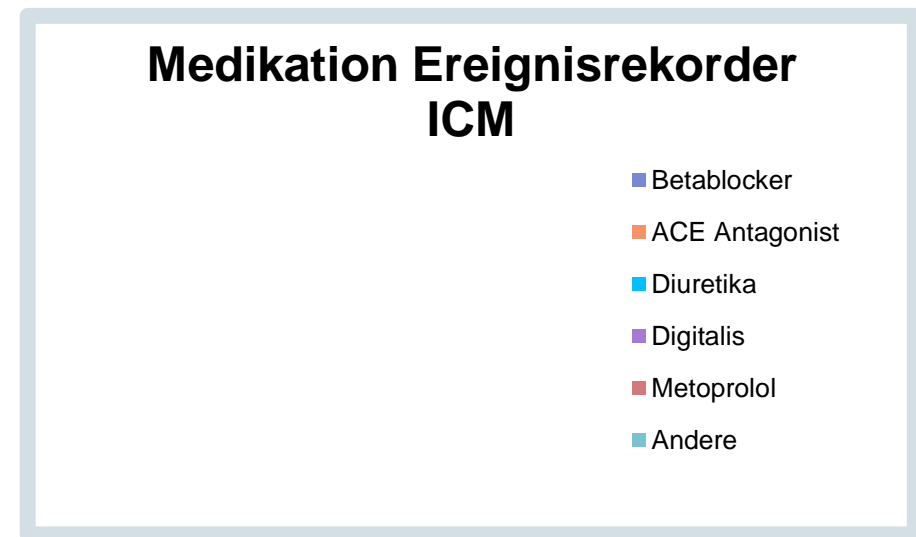 Medikation Ereignisrekorder
ICM
Betablocker
ACE Antagonist
Diuretika
Digitalis
Metoprolol
Andere